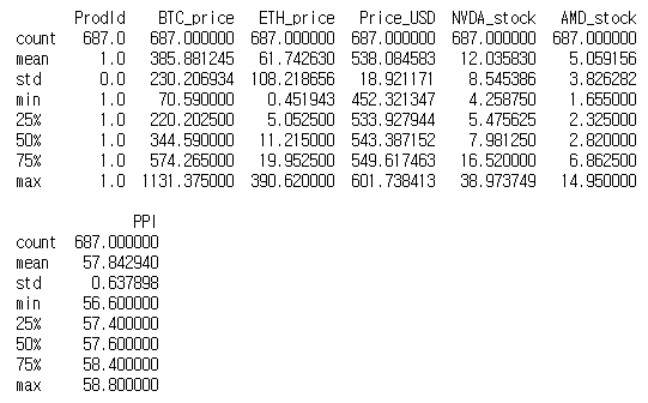 ProdId BTC_price ETH_price Price_USD NVDA_stock AMD_stock
count 687.0 687.000000 687.000000 687.000000 687.000000 687.000000
mean 1.0 385.881245 61.742630 538.084583 12.035830 5.059156
std 0.0 230.206934 108.218656 18.921171 8.545386 3.826282
min 1.0 70.590000 0.451943 452.321347 4.258750 1.655000
25% 1.0 220.202500 5.052500 533.927944 5.475625 2.325000
50% 1.0 344.590000 11.215000 543.387152 7.981250 2.820000
75% 1.0 574.265000 19.952500 549.617463 16.520000 6.862500
max 1.0 1131.375000 390.620000 601.738413 38.973749 14.950000
PPI
count 687.000000
mean 57.842940
std 0.637898
min 56.600000
25% 57.400000
50% 57.600000
75% 58.400000
max 58.800000